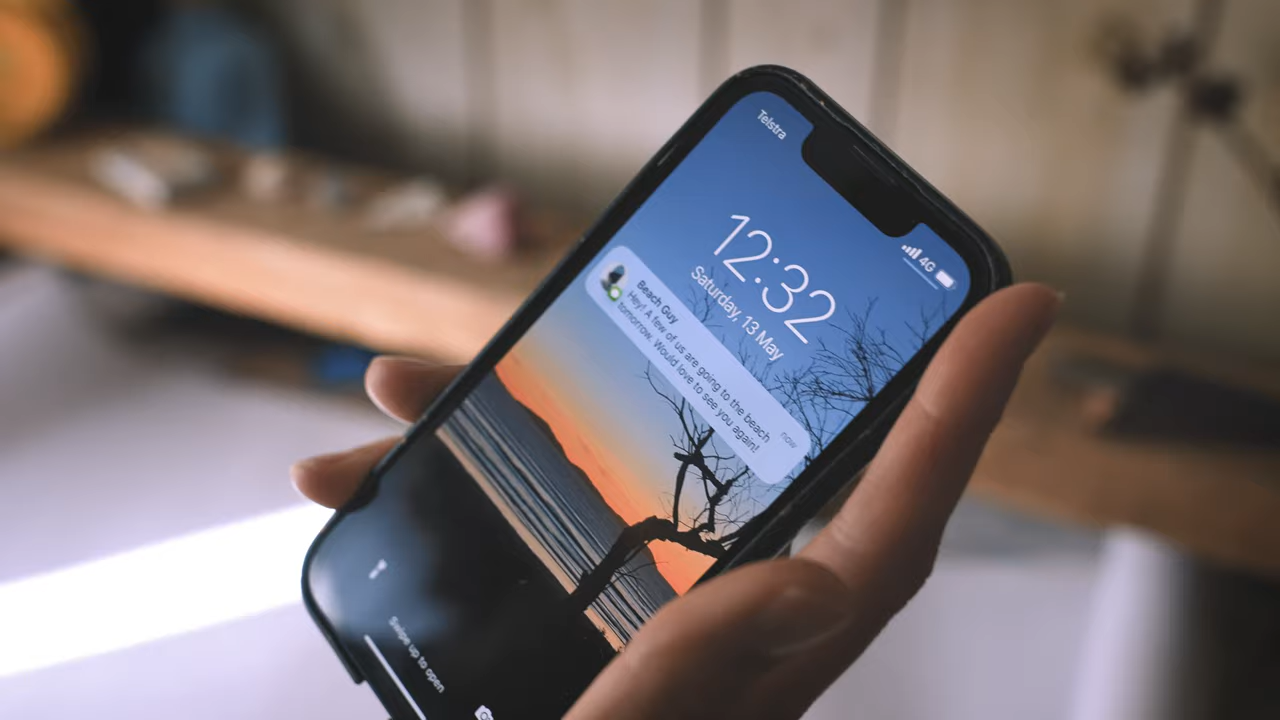 Telstra
4G
12:32
Saturday, 13 May
Beach Guy
now
Hey! A few of us are going to the beach
tomorrow. Would love to see you again!
Swipe up to open